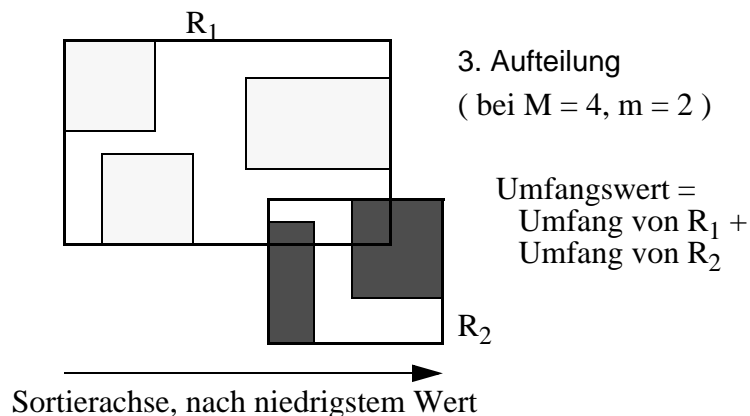 R1
3. Aufteilung
( bei M = 4, m = 2 )
Umfangswert =
Umfang von R1 +
Umfang von R2
R2
Sortierachse, nach niedrigstem Wert